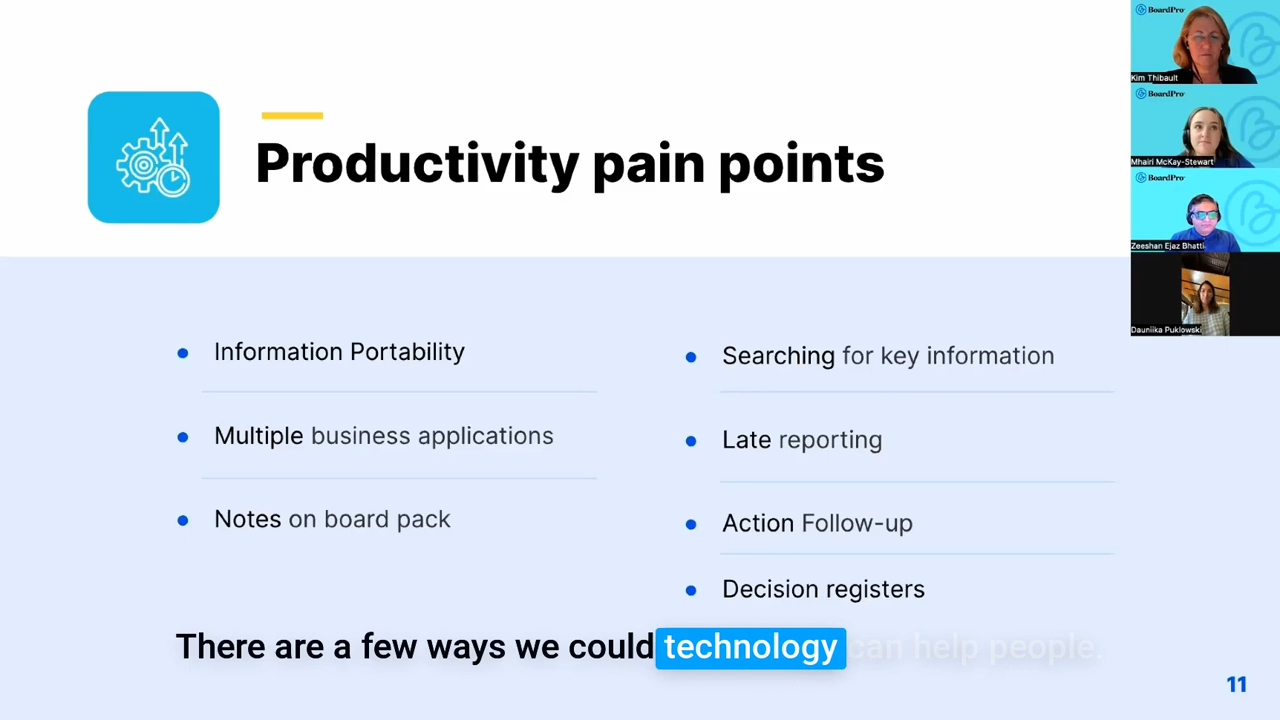 Productivity pain points
Information Portability
Multiple business applications
Notes on board pack
Searching for key information
Late reporting
Action Follow-up
Decision registers
There are a few ways we could technology can help people.
11
BoardPro
Kim Thibault
BoardPro
Mhairi McKay-Stewart
BoardPro
Zeeshan Ejaz Bhatti
Dauniika Puklowski